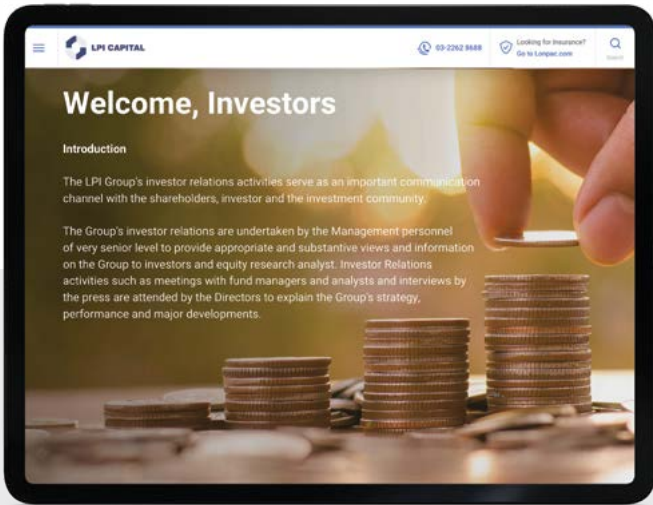 LPI CAPITAL
03-2262 8688
Looking for Insurance?
Go to Lonpac.com
Search
Welcome, Investors
Introduction
The LPI Group's investor relations activities serve as an important communication
channel with the shareholders, investor and the investment community.
The Group's investor relations are undertaken by the Management personnel
of very senior level to provide appropriate and substantive views and information
on the Group to investors and equity research analyst. Investor Relations
activities such as meetings with fund managers and analysts and interviews by
the press are attended by the Directors to explain the Group's strategy,
performance and major developments.